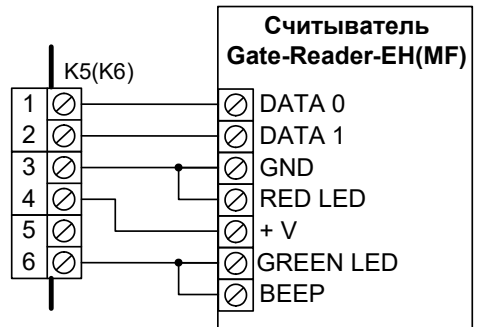 Считыватель
Gate-Reader-EH(MF)
K5(K6)
1 DATA 0
2 DATA 1
3 GND
4 RED LED
5 + V
6 GREEN LED
BEEP